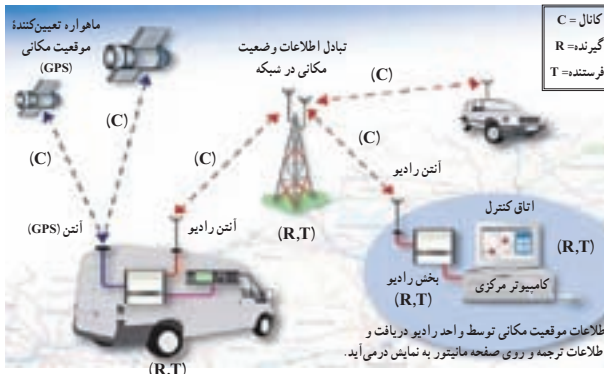 C = کانال
R = گیرنده
T = فرستنده
ماهواره تعیین‌کنندهٔ
موقعیت مکانی
(GPS)
تبادل اطلاعات وضعیت
مکانی در شبکه
(C)
(C)
(C)
(C)
(C)
آنتن رادیو
آنتن (GPS)
آنتن رادیو
(R,T)
اتاق کنترل
(R,T)
بخش رادیو
(R,T)
کامپیوتر مرکزی
طلاعات موقعیت مکانی توسط واحد رادیو دریافت و
طلاعات ترجمه و روی صفحه مانیتور به نمایش درمی‌آید.
(R,T)